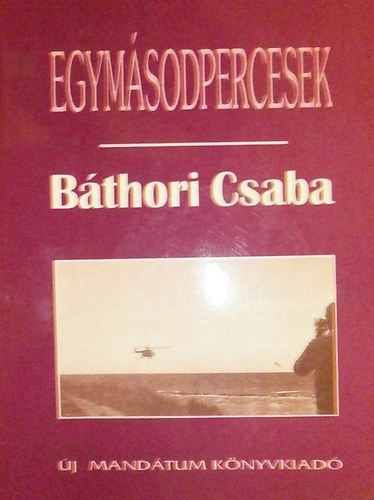 EGYMÁSODPERCESEK
Báthori Csaba
ÚJ MANDÁTUM KÖNYVKIADÓ